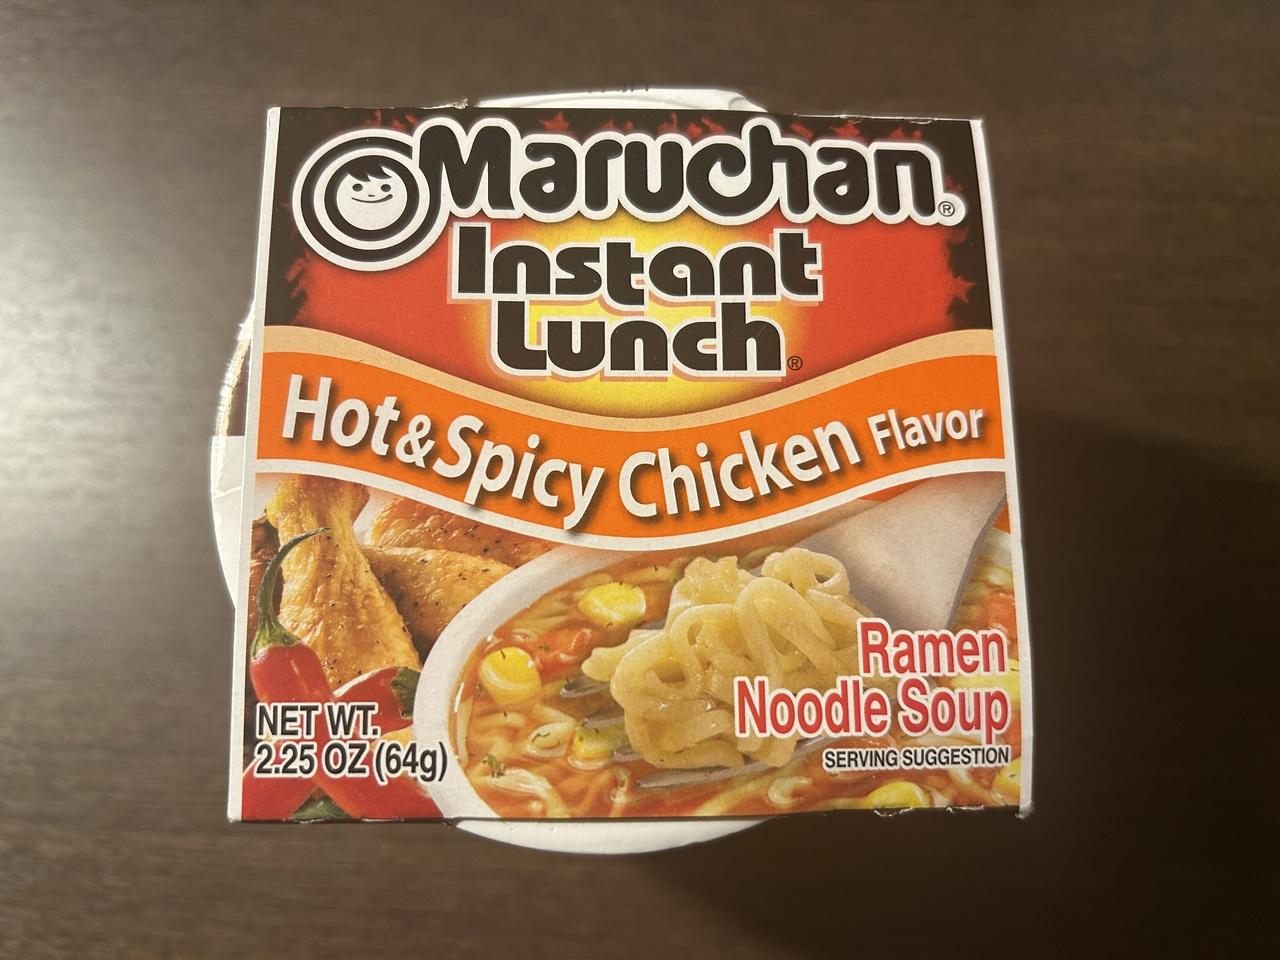 Maruchan®
Instant
Lunch®
Hot&Spicy Chicken Flavor
Ramen
Noodle Soup
SERVING SUGGESTION
NET WT.
2.25 OZ (64g)